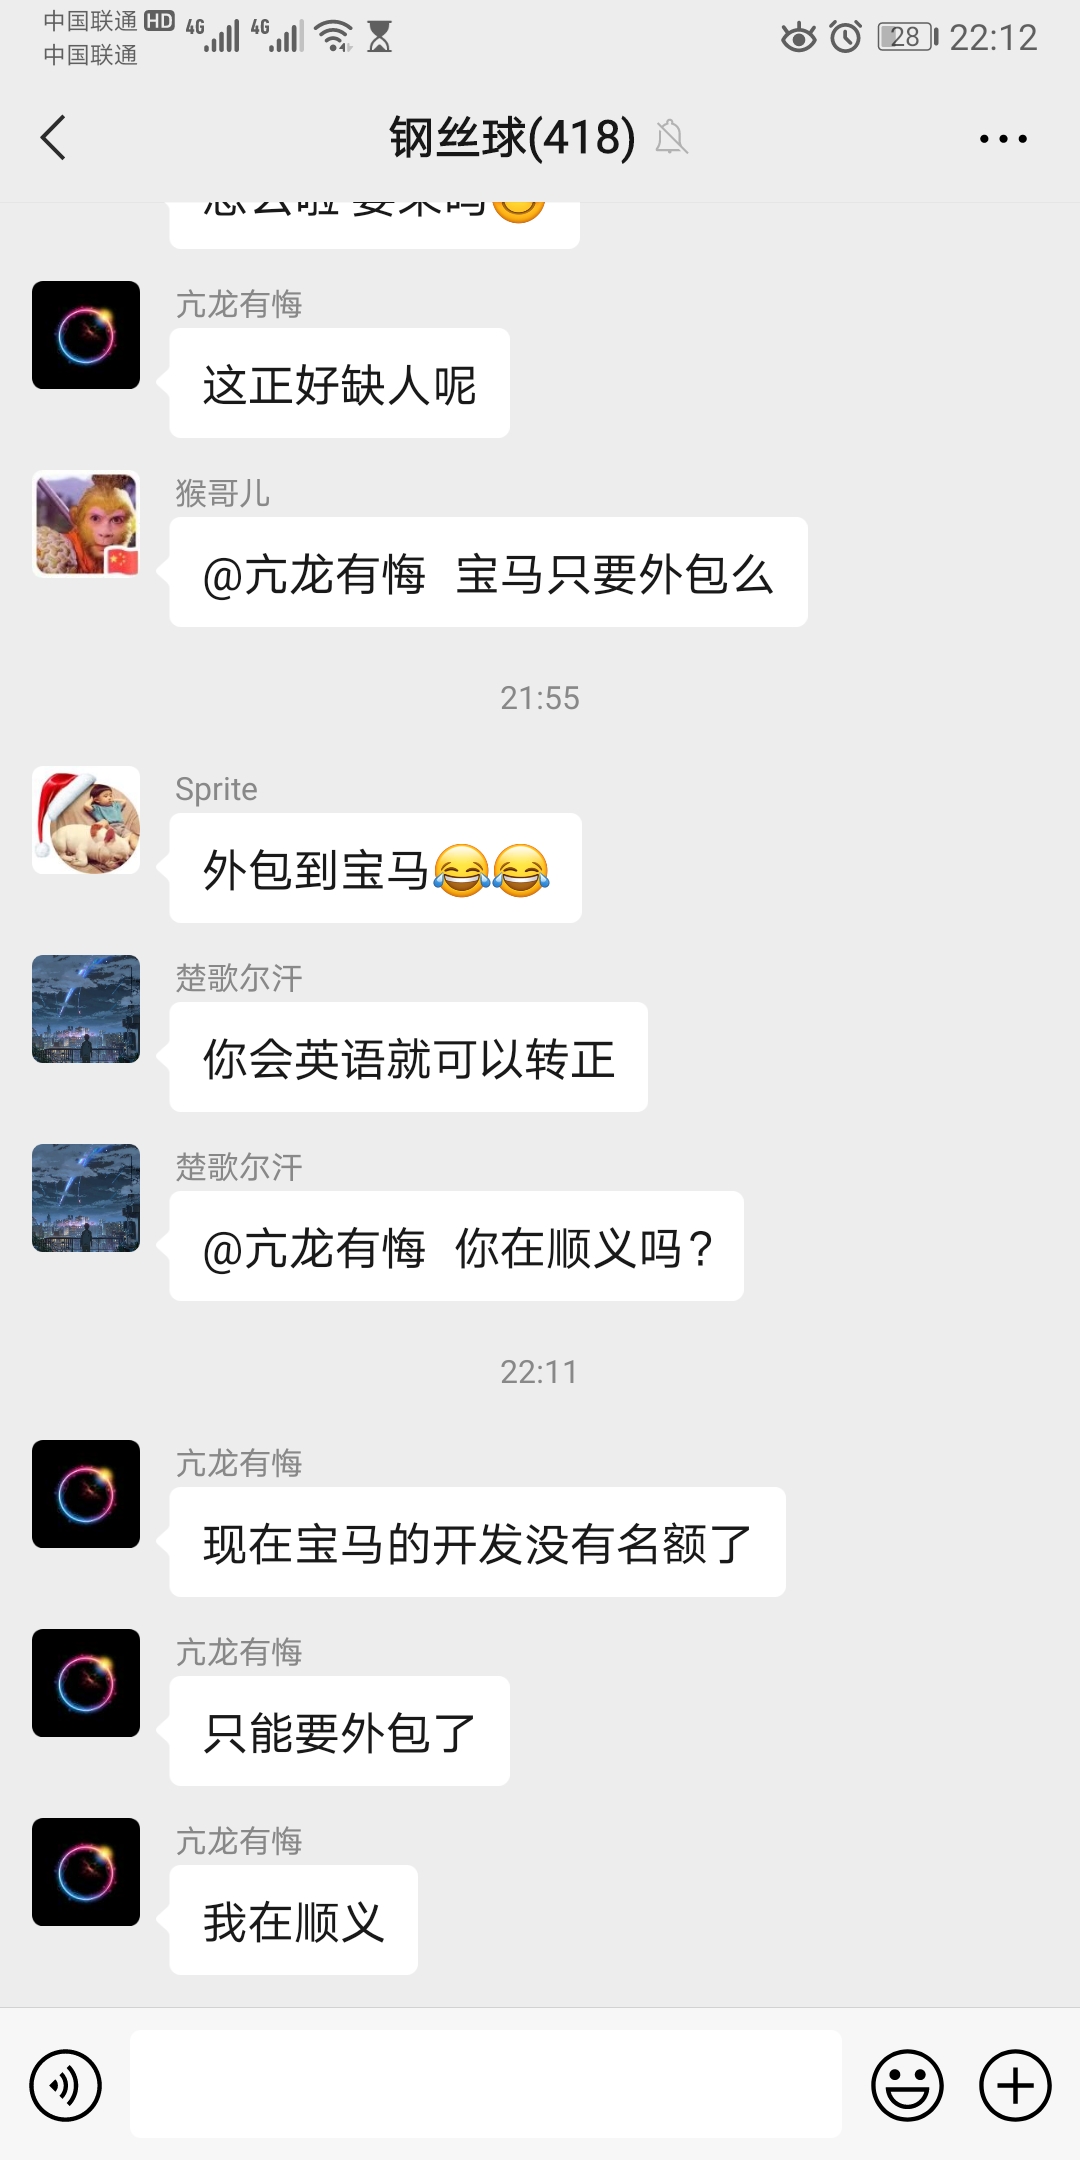 中国联通 HD 4G 4G
中国联通
28 22:12
钢丝球(418)
亢龙有悔
这正好缺人呢
猴哥儿
@亢龙有悔 宝马只要外包么
21:55
Sprite
外包到宝马😂😂
楚歌尔汗
你会英语就可以转正
楚歌尔汗
@亢龙有悔 你在顺义吗?
22:11
亢龙有悔
现在宝马的开发没有名额了
亢龙有悔
只能要外包了
亢龙有悔
我在顺义